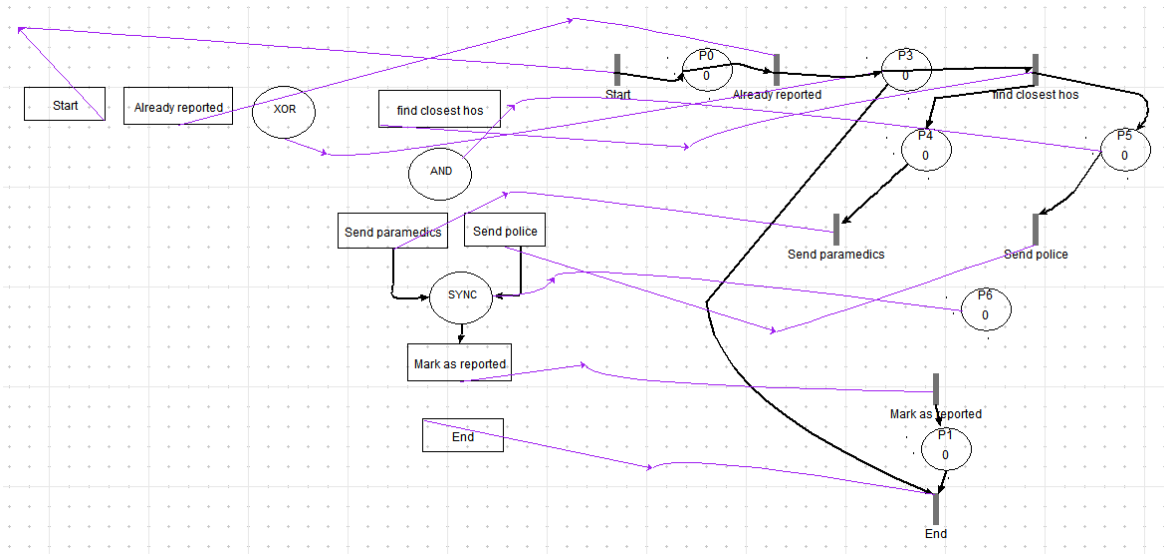 P0
0
P3
0
Start
Already reported
find closest hos
Start
Already reported
XOR
find closest hos
P4
0
P5
0
AND
Send paramedics
Send police
Send paramedics
Send police
SYNC
P6
0
Mark as reported
Mark as reported
End
P1
0
End